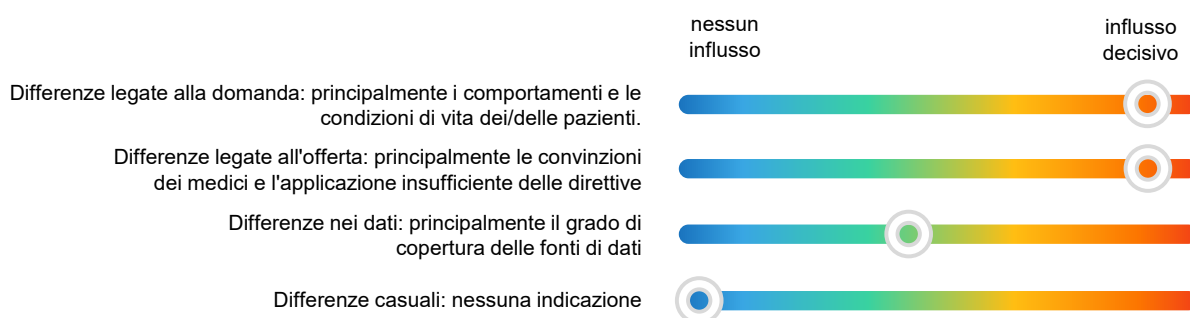 nessun
influsso
influsso
decisivo
Differenze legate alla domanda: principalmente i comportamenti e le
condizioni di vita dei/delle pazienti.
Differenze legate all'offerta: principalmente le convinzioni
dei medici e l'applicazione insufficiente delle direttive
Differenze nei dati: principalmente il grado di
copertura delle fonti di dati
Differenze casuali: nessuna indicazione